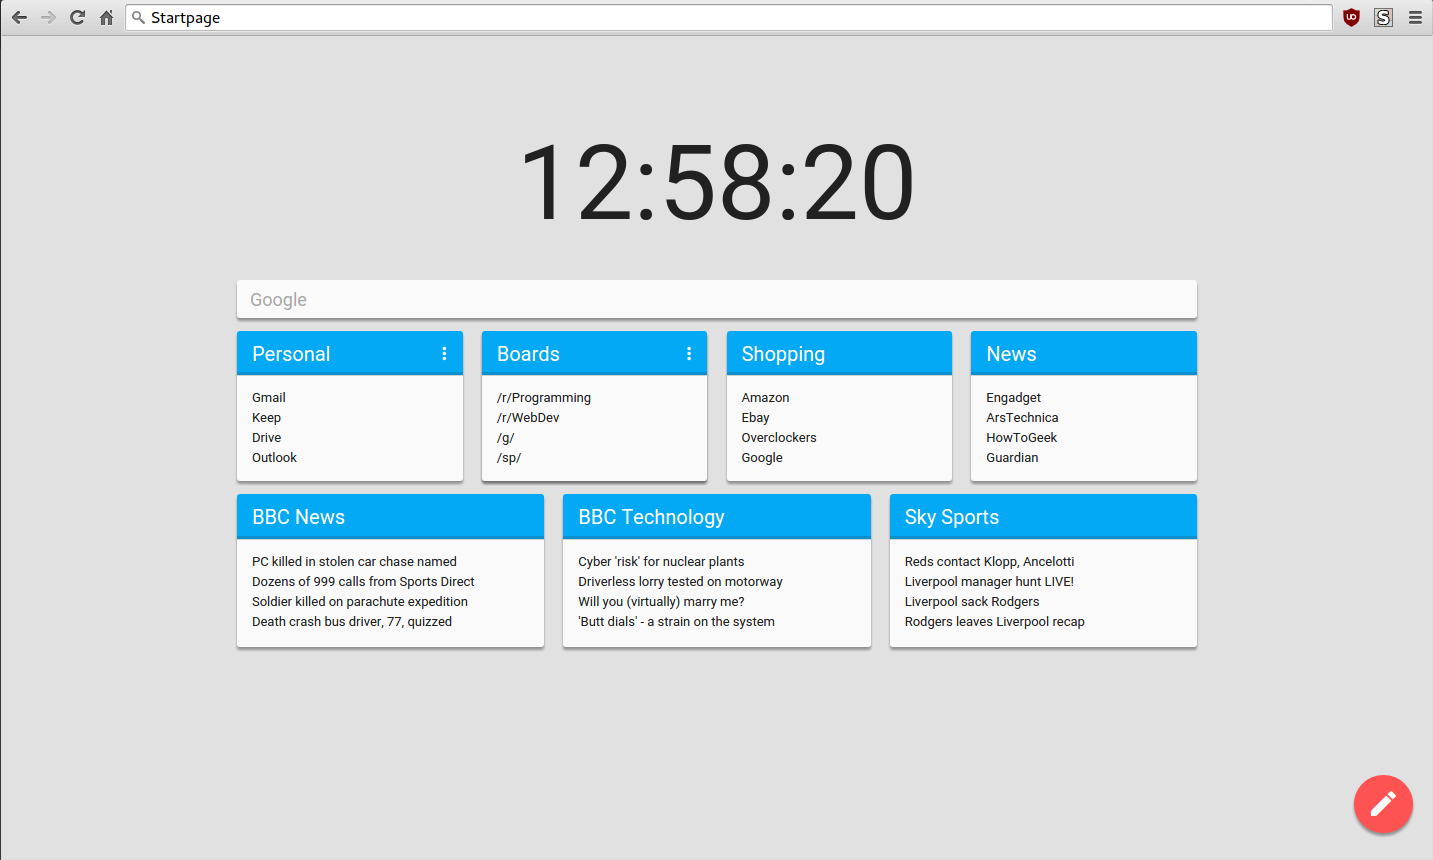 Startpage
12:58:20
Google
Personal
Gmail
Keep
Drive
Outlook
Boards
/r/Programming
/r/WebDev
/g/
/sp/
Shopping
Amazon
Ebay
Overclockers
Google
News
Engadget
ArsTechnica
HowToGeek
Guardian
BBC News
PC killed in stolen car chase named
Dozens of 999 calls from Sports Direct
Soldier killed on parachute expedition
Death crash bus driver, 77, quizzed
BBC Technology
Cyber 'risk' for nuclear plants
Driverless lorry tested on motorway
Will you (virtually) marry me?
'Butt dials' - a strain on the system
Sky Sports
Reds contact Klopp, Ancelotti
Liverpool manager hunt LIVE!
Liverpool sack Rodgers
Rodgers leaves Liverpool recap